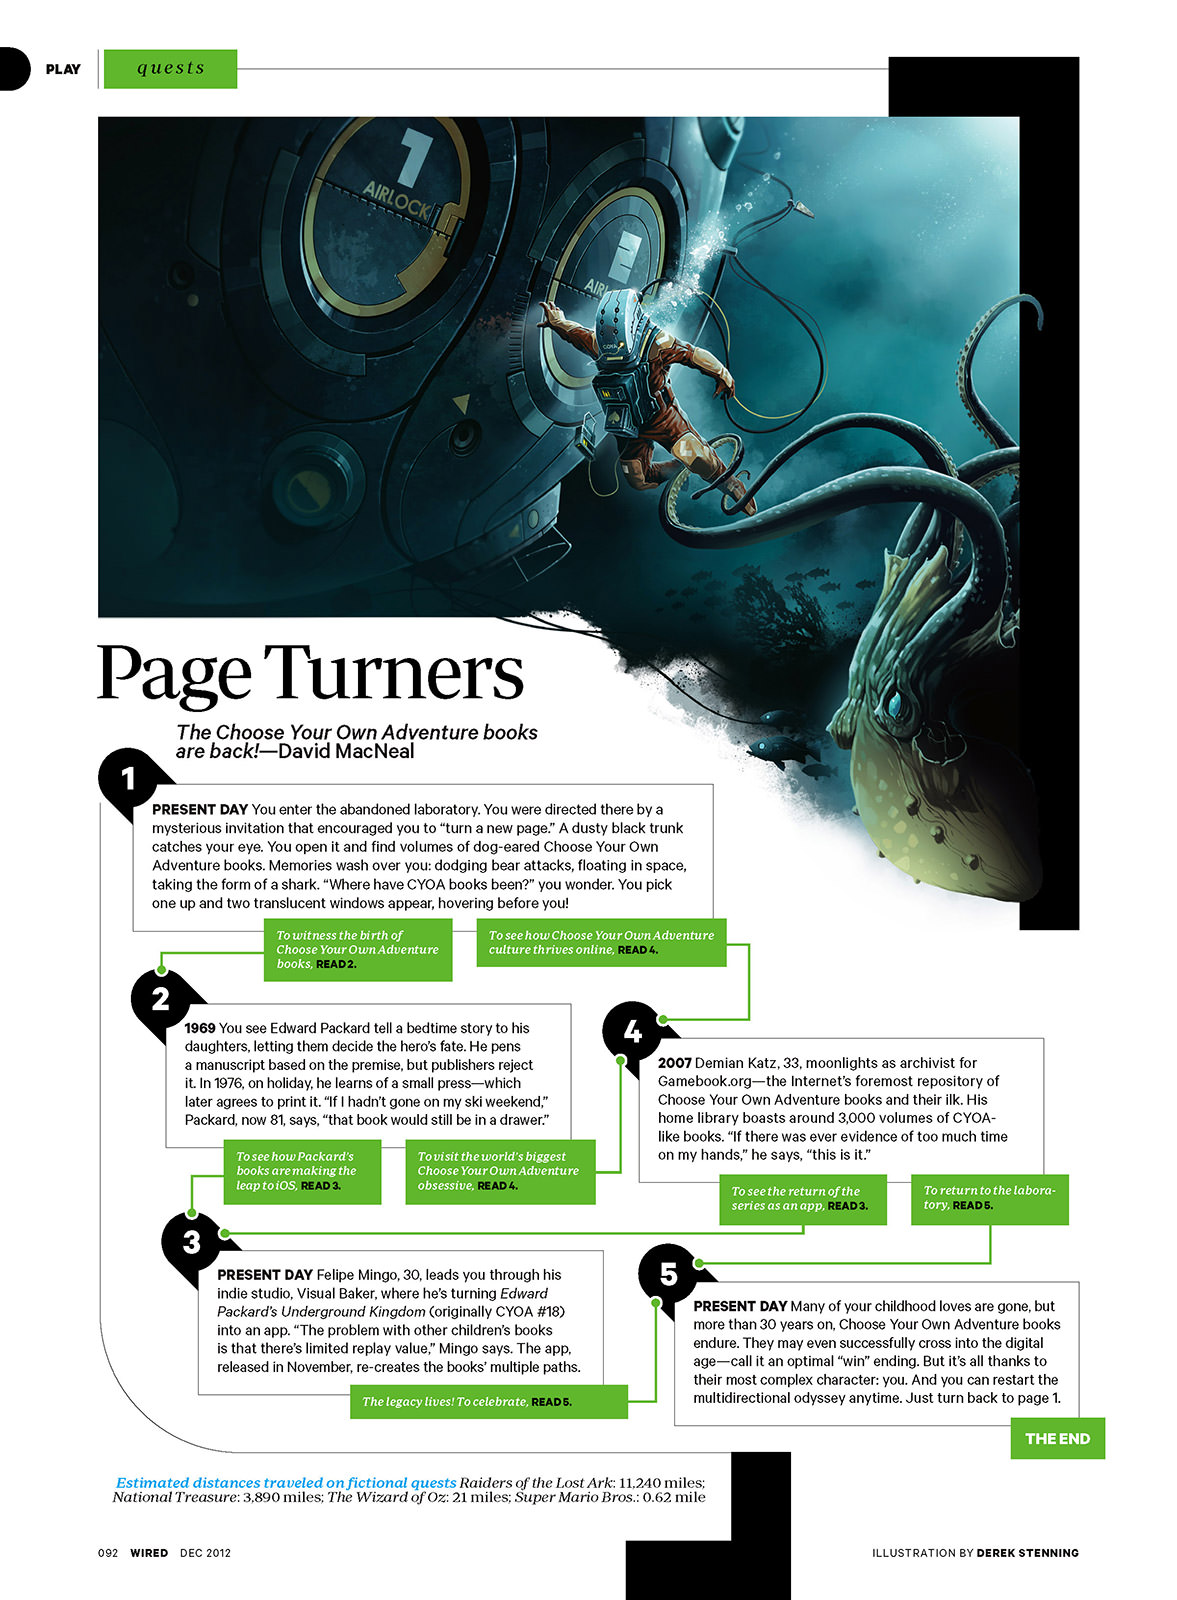 PLAY
quests
1
AIRLOCK
2
Page Turners
The Choose Your Own Adventure books
are back!—David MacNeal
1
PRESENT DAY You enter the abandoned laboratory. You were directed there by a
mysterious invitation that encouraged you to “turn a new page.” A dusty black trunk
catches your eye. You open it and find volumes of dog-eared Choose Your Own
Adventure books. Memories wash over you: dodging bear attacks, floating in space,
taking the form of a shark. “Where have CYOA books been?” you wonder. You pick
one up and two translucent windows appear, hovering before you!
To witness the birth of
Choose Your Own Adventure
books, READ 2.
To see how Choose Your Own Adventure
culture thrives online, READ 4.
2
1969 You see Edward Packard tell a bedtime story to his
daughters, letting them decide the hero’s fate. He pens
a manuscript based on the premise, but publishers reject
it. In 1976, on holiday, he learns of a small press—which
later agrees to print it. “If I hadn’t gone on my ski weekend,”
Packard, now 81, says, “that book would still be in a drawer.”
To see how Packard’s
books are making the
leap to iOS, READ 3.
To visit the world’s biggest
Choose Your Own Adventure
obsessive, READ 4.
4
2007 Demian Katz, 33, moonlights as archivist for
Gamebook.org—the Internet’s foremost repository of
Choose Your Own Adventure books and their ilk. His
home library boasts around 3,000 volumes of CYOA-
like books. “If there was ever evidence of too much time
on my hands,” he says, “this is it.”
To see the return of the
series as an app, READ 3.
To return to the labora-
tory, READ 5.
3
PRESENT DAY Felipe Mingo, 30, leads you through his
indie studio, Visual Baker, where he’s turning Edward
Packard’s Underground Kingdom (originally CYOA #18)
into an app. “The problem with other children’s books
is that there’s limited replay value,” Mingo says. The app,
released in November, re-creates the books’ multiple paths.
The legacy lives! To celebrate, READ 5.
5
PRESENT DAY Many of your childhood loves are gone, but
more than 30 years on, Choose Your Own Adventure books
endure. They may even successfully cross into the digital
age—call it an optimal “win” ending. But it’s all thanks to
their most complex character: you. And you can restart the
multidirectional odyssey anytime. Just turn back to page 1.
THE END
Estimated distances traveled on fictional quests Raiders of the Lost Ark: 11,240 miles;
National Treasure: 3,890 miles; The Wizard of Oz: 21 miles; Super Mario Bros.: 0.62 mile
092 WIRED DEC 2012
ILLUSTRATION BY DEREK STENNING